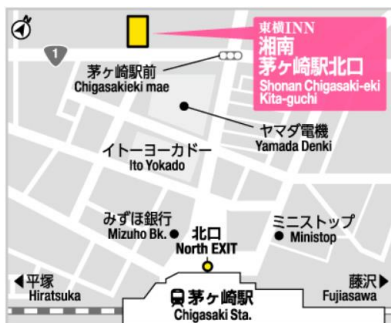 N
東横INN
湘南
茅ヶ崎駅北口
Shonan Chigasaki-eki
Kita-guchi
1
茅ヶ崎駅前
Chigasakieki mae
ヤマダ電機
Yamada Denki
イトーヨーカドー
Ito Yokado
みずほ銀行
Mizuho Bk.
北口
North EXIT
ミニストップ
Ministop
平塚
Hiratsuka
藤沢
Fujiasawa
茅ヶ崎駅
Chigasaki Sta.